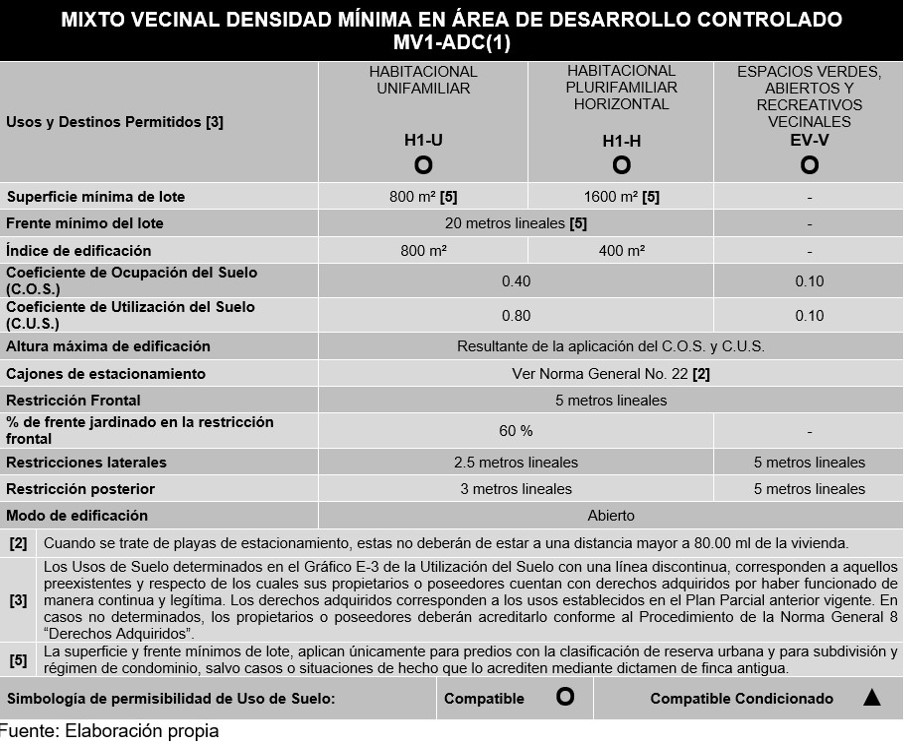 MIXTO VECINAL DENSIDAD MÍNIMA EN ÁREA DE DESARROLLO CONTROLADO
MV1-ADC(1)
Usos y Destinos Permitidos [3]
HABITACIONAL
UNIFAMILIAR
H1-U
O
HABITACIONAL
PLURIFAMILIAR
HORIZONTAL
H1-H
O
ESPACIOS VERDES,
ABIERTOS Y
RECREATIVOS
VECINALES
EV-V
O
Superficie mínima de lote 800 m² [5] 1600 m² [5] -
Frente mínimo del lote 20 metros lineales [5] -
Índice de edificación 800 m² 400 m² -
Coeficiente de Ocupación del Suelo
(C.O.S.) 0.40 0.10
Coeficiente de Utilización del Suelo
(C.U.S.) 0.80 0.10
Altura máxima de edificación Resultante de la aplicación del C.O.S. y C.U.S.
Cajones de estacionamiento Ver Norma General No. 22 [2]
Restricción Frontal 5 metros lineales
% de frente jardinado en la restricción
frontal 60 % -
Restricciones laterales 2.5 metros lineales 5 metros lineales
Restricción posterior 3 metros lineales 5 metros lineales
Modo de edificación Abierto
[2] Cuando se trate de playas de estacionamiento, estas no deberán de estar a una distancia mayor a 80.00 ml de la vivienda.
[3] Los Usos de Suelo determinados en el Gráfico E-3 de la Utilización del Suelo con una línea discontinua, corresponden a aquellos
preexistentes y respecto de los cuales sus propietarios o poseedores cuentan con derechos adquiridos por haber funcionado de
manera continua y legítima. Los derechos adquiridos corresponden a los usos establecidos en el Plan Parcial anterior vigente. En
casos no determinados, los propietarios o poseedores deberán acreditarlo conforme al Procedimiento de la Norma General 8
“Derechos Adquiridos”.
[5] La superficie y frente mínimos de lote, aplican únicamente para predios con la clasificación de reserva urbana y para subdivisión y
régimen de condominio, salvo casos o situaciones de hecho que lo acrediten mediante dictamen de finca antigua.
Simbología de permisibilidad de Uso de Suelo: Compatible O Compatible Condicionado ▲
Fuente: Elaboración propia